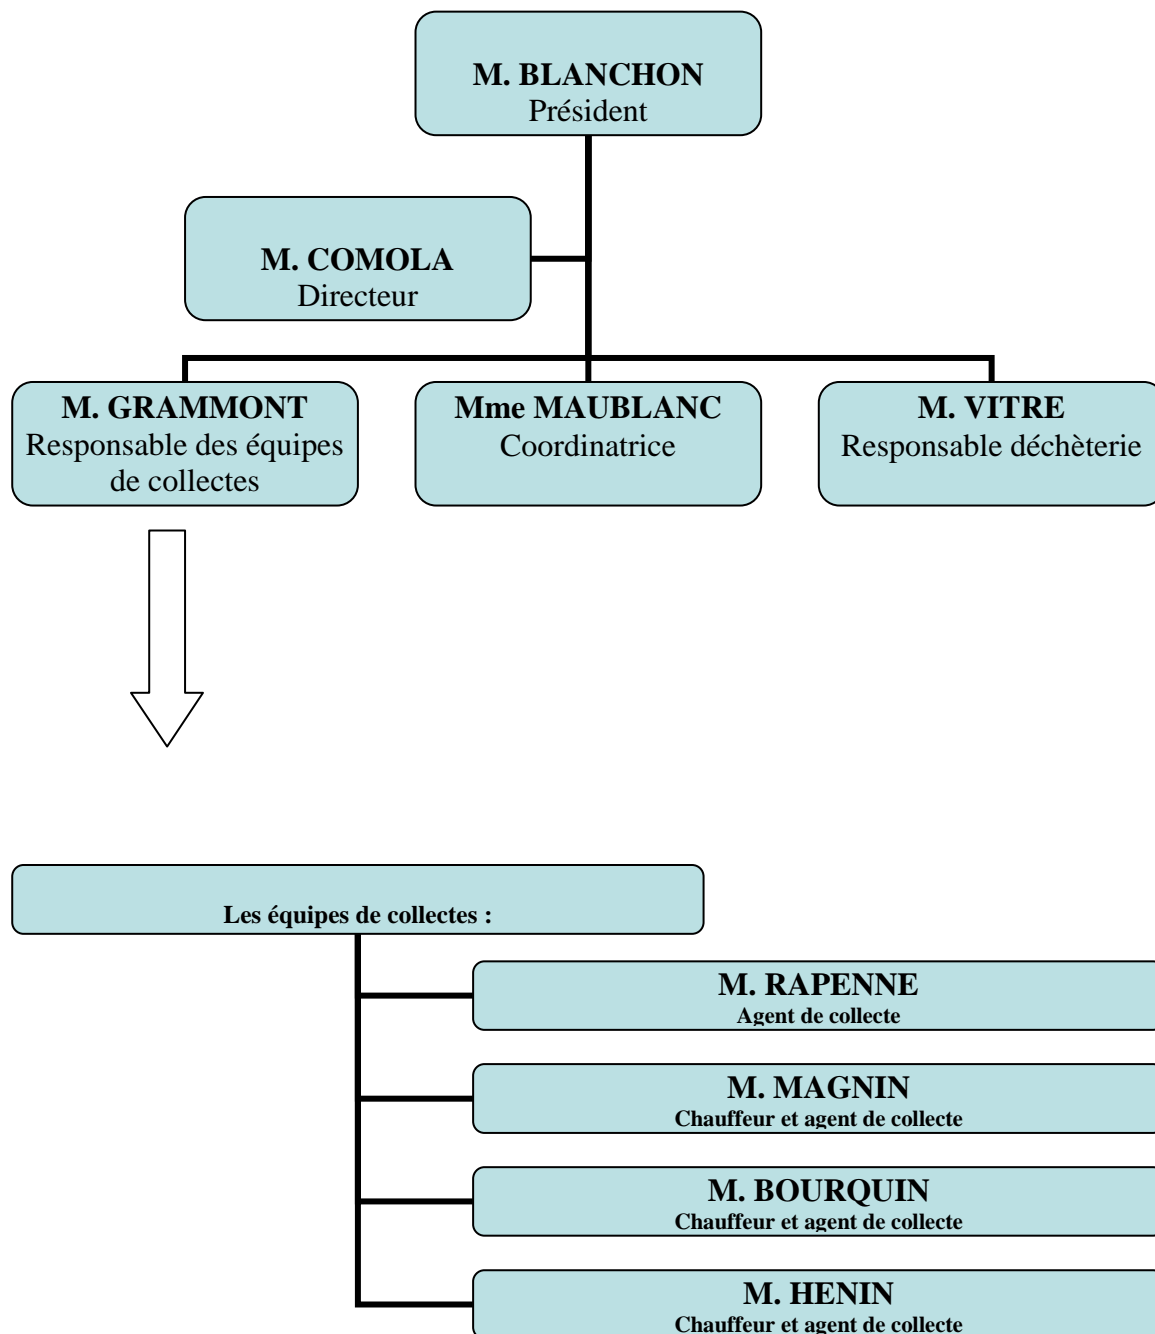 M. BLANCHON
Président
M. COMOLA
Directeur
M. GRAMMONT
Responsable des équipes
de collectes
Mme MAUBLANC
Coordinatrice
M. VITRE
Responsable déchèterie
Les équipes de collectes :
M. RAPENNE
Agent de collecte
M. MAGNIN
Chauffeur et agent de collecte
M. BOURQUIN
Chauffeur et agent de collecte
M. HENIN
Chauffeur et agent de collecte